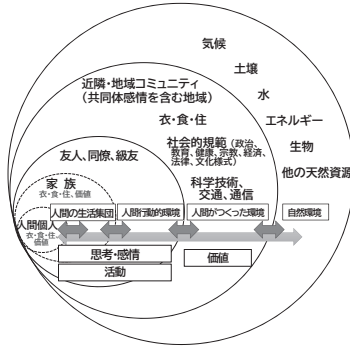 気候
土壌
水
エネルギー
生物
他の天然資源
近隣・地域コミュニティ
（共同体感情を含む地域）
衣・食・住
社会的規範（政治、
教育、健康、宗教、経済、
法律、文化様式）
科学技術、
交通、通信
友人、同僚、級友
家 族
衣・食・住、価値
人間個人
衣・食・住
価値
人間の生活集団
人間行動的環境
人間がつくった環境
自然環境
思考・感情
活動
価値